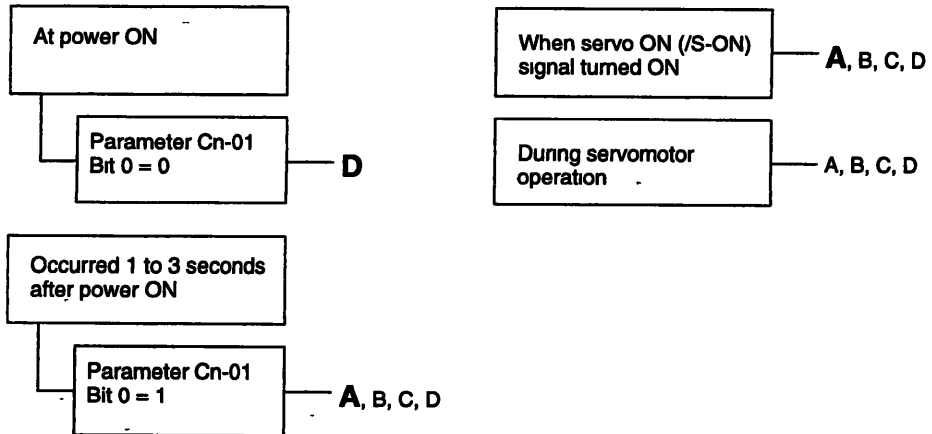 At power ON
Parameter Cn-01
Bit 0 = 0
D
Occurred 1 to 3 seconds
after power ON
Parameter Cn-01
Bit 0 = 1
A, B, C, D
When servo ON (/S-ON)
signal turned ON
A, B, C, D
During servomotor
operation
A, B, C, D